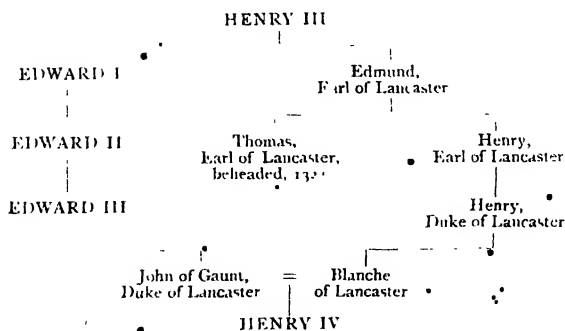 HENRY III
EDWARD I
Edmund,
Earl of Lancaster
EDWARD II
Thomas,
Earl of Lancaster,
beheaded,
Henry,
Earl of Lancaster
EDWARD III
Henry,
Duke of Lancaster
John of Gaunt, = Blanche
Duke of Lancaster of Lancaster
HENRY IV